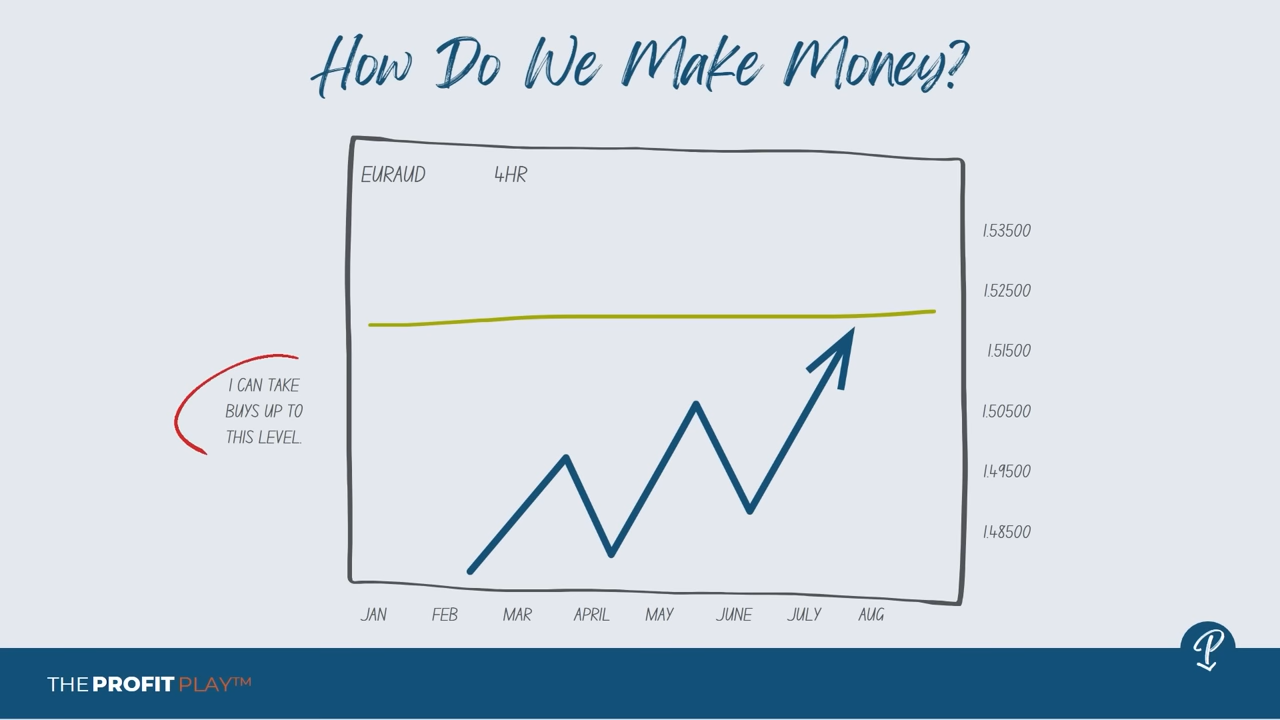 How Do We Make Money?
EURAUD 4HR
1.53500
1.52500
1.51500
1.50500
1.49500
1.48500
I CAN TAKE
BUYS UP TO
THIS LEVEL.
JAN FEB MAR APRIL MAY JUNE JULY AUG
P
THE PROFIT PLAY™